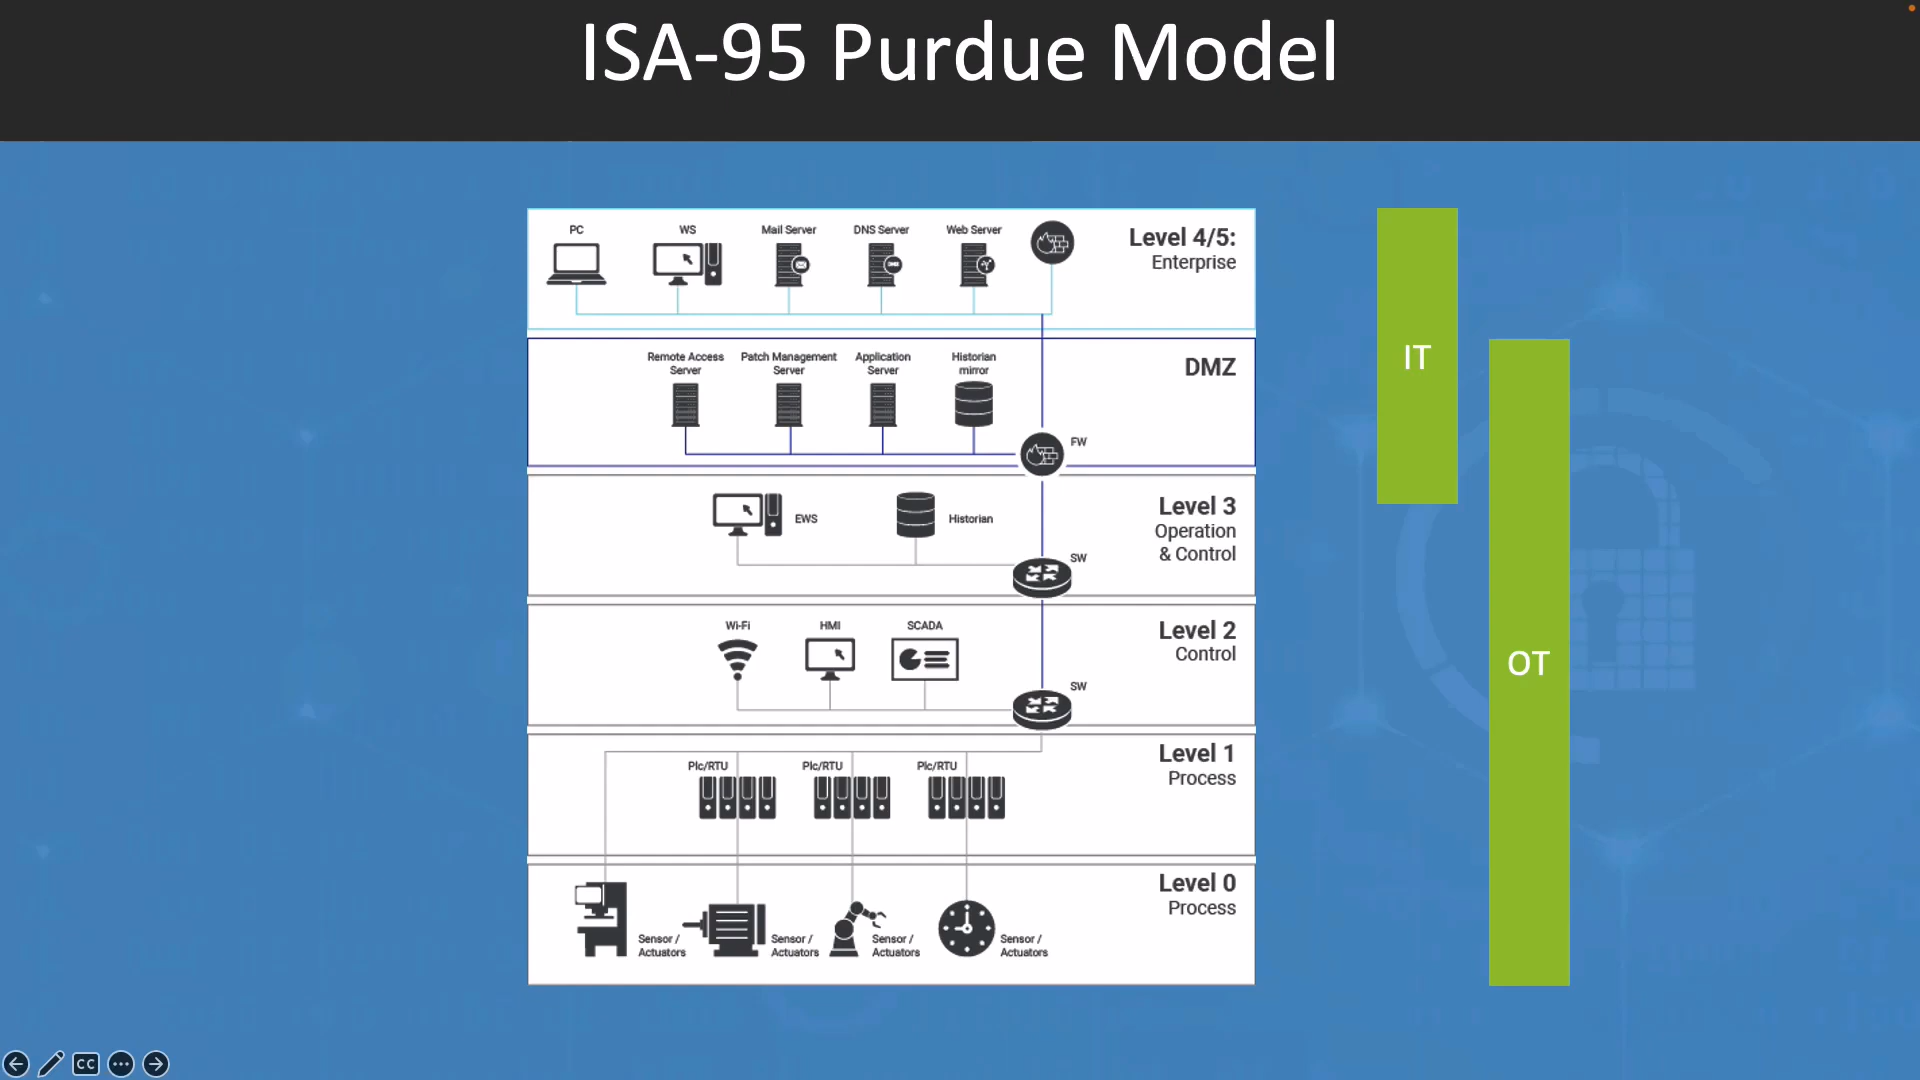 ISA-95 Purdue Model
PC
WS
Mail Server
DNS Server
Web Server
Level 4/5:
Enterprise
Remote Access
Server
Patch Management
Server
Application
Server
Historian
mirror
DMZ
FW
EWS
Historian
Level 3
Operation
& Control
SW
Wi-Fi
HMI
SCADA
Level 2
Control
SW
Plc/RTU
Plc/RTU
Plc/RTU
Level 1
Process
Level 0
Process
Sensor /
Actuators
Sensor /
Actuators
Sensor /
Actuators
Sensor /
Actuators
IT
OT
CC